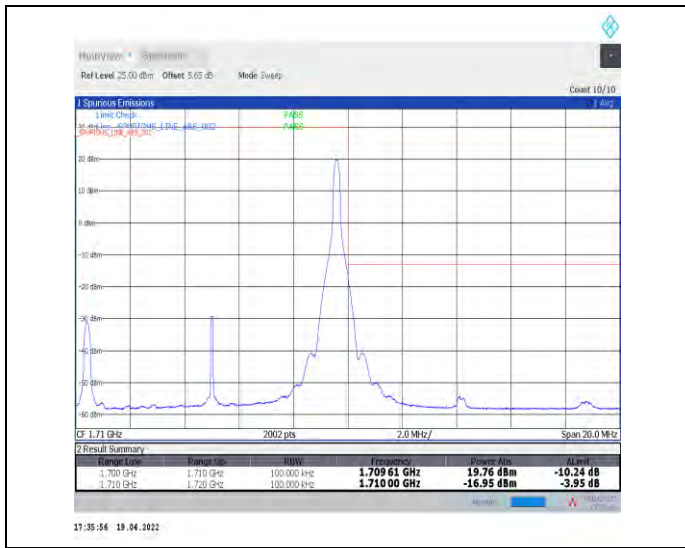 MultiView Spectrum
Ref Level 25.00 dBm Offset 5.65 dB Mode Sweep
Count 10/10
1 Spurious Emissions 1 Avg
Limit Check PASS
PASS
20 dBm
10 dBm
0 dBm
-10 dBm
-20 dBm
-30 dBm
-40 dBm
-50 dBm
-60 dBm
CF 1.71 GHz 2002 pts 2.0 MHz/ Span 20.0 MHz
2 Result Summary
Range Low Range Up RBW Frequency Power Abs ΔLimit
1.700 GHz 1.710 GHz 100.000 kHz 1.709 61 GHz 19.76 dBm -10.24 dB
1.710 GHz 1.720 GHz 100.000 kHz 1.710 00 GHz -16.95 dBm -3.95 dB
17:35:56 19.06.2022